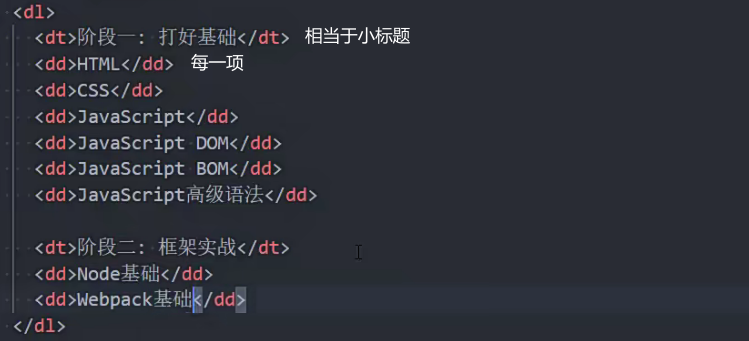 <dl>
<dt>阶段一: 打好基础</dt> 相当于小标题
<dd>HTML</dd> 每一项
<dd>CSS</dd>
<dd>JavaScript</dd>
<dd>JavaScript DOM</dd>
<dd>JavaScript BOM</dd>
<dd>JavaScript高级语法</dd>
<dt>阶段二: 框架实战</dt>
<dd>Node基础</dd>
<dd>Webpack基础</dd>
</dl>